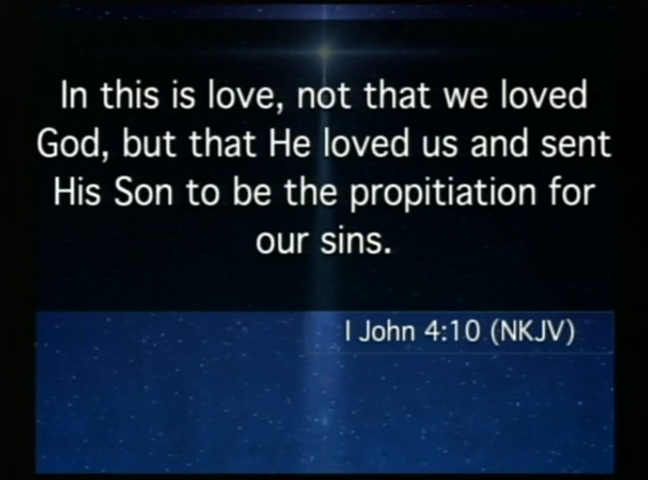 In this is love, not that we loved
God, but that He loved us and sent
His Son to be the propitiation for
our sins.
I John 4:10 (NKJV)